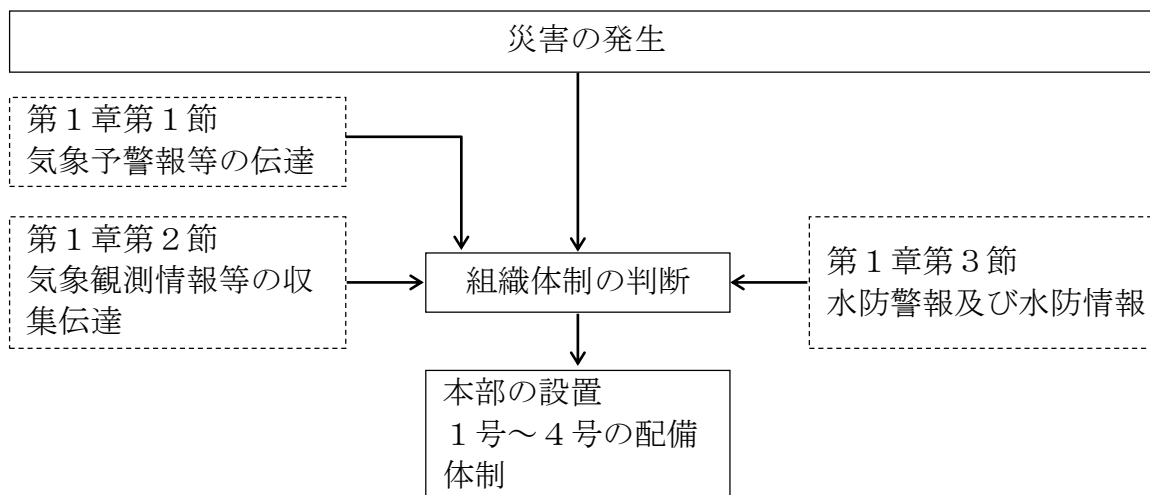 災害の発生
第１章第１節
気象予警報等の伝達
第１章第２節
気象観測情報等の収
集伝達
組織体制の判断
第１章第３節
水防警報及び水防情報
本部の設置
１号～４号の配備
体制